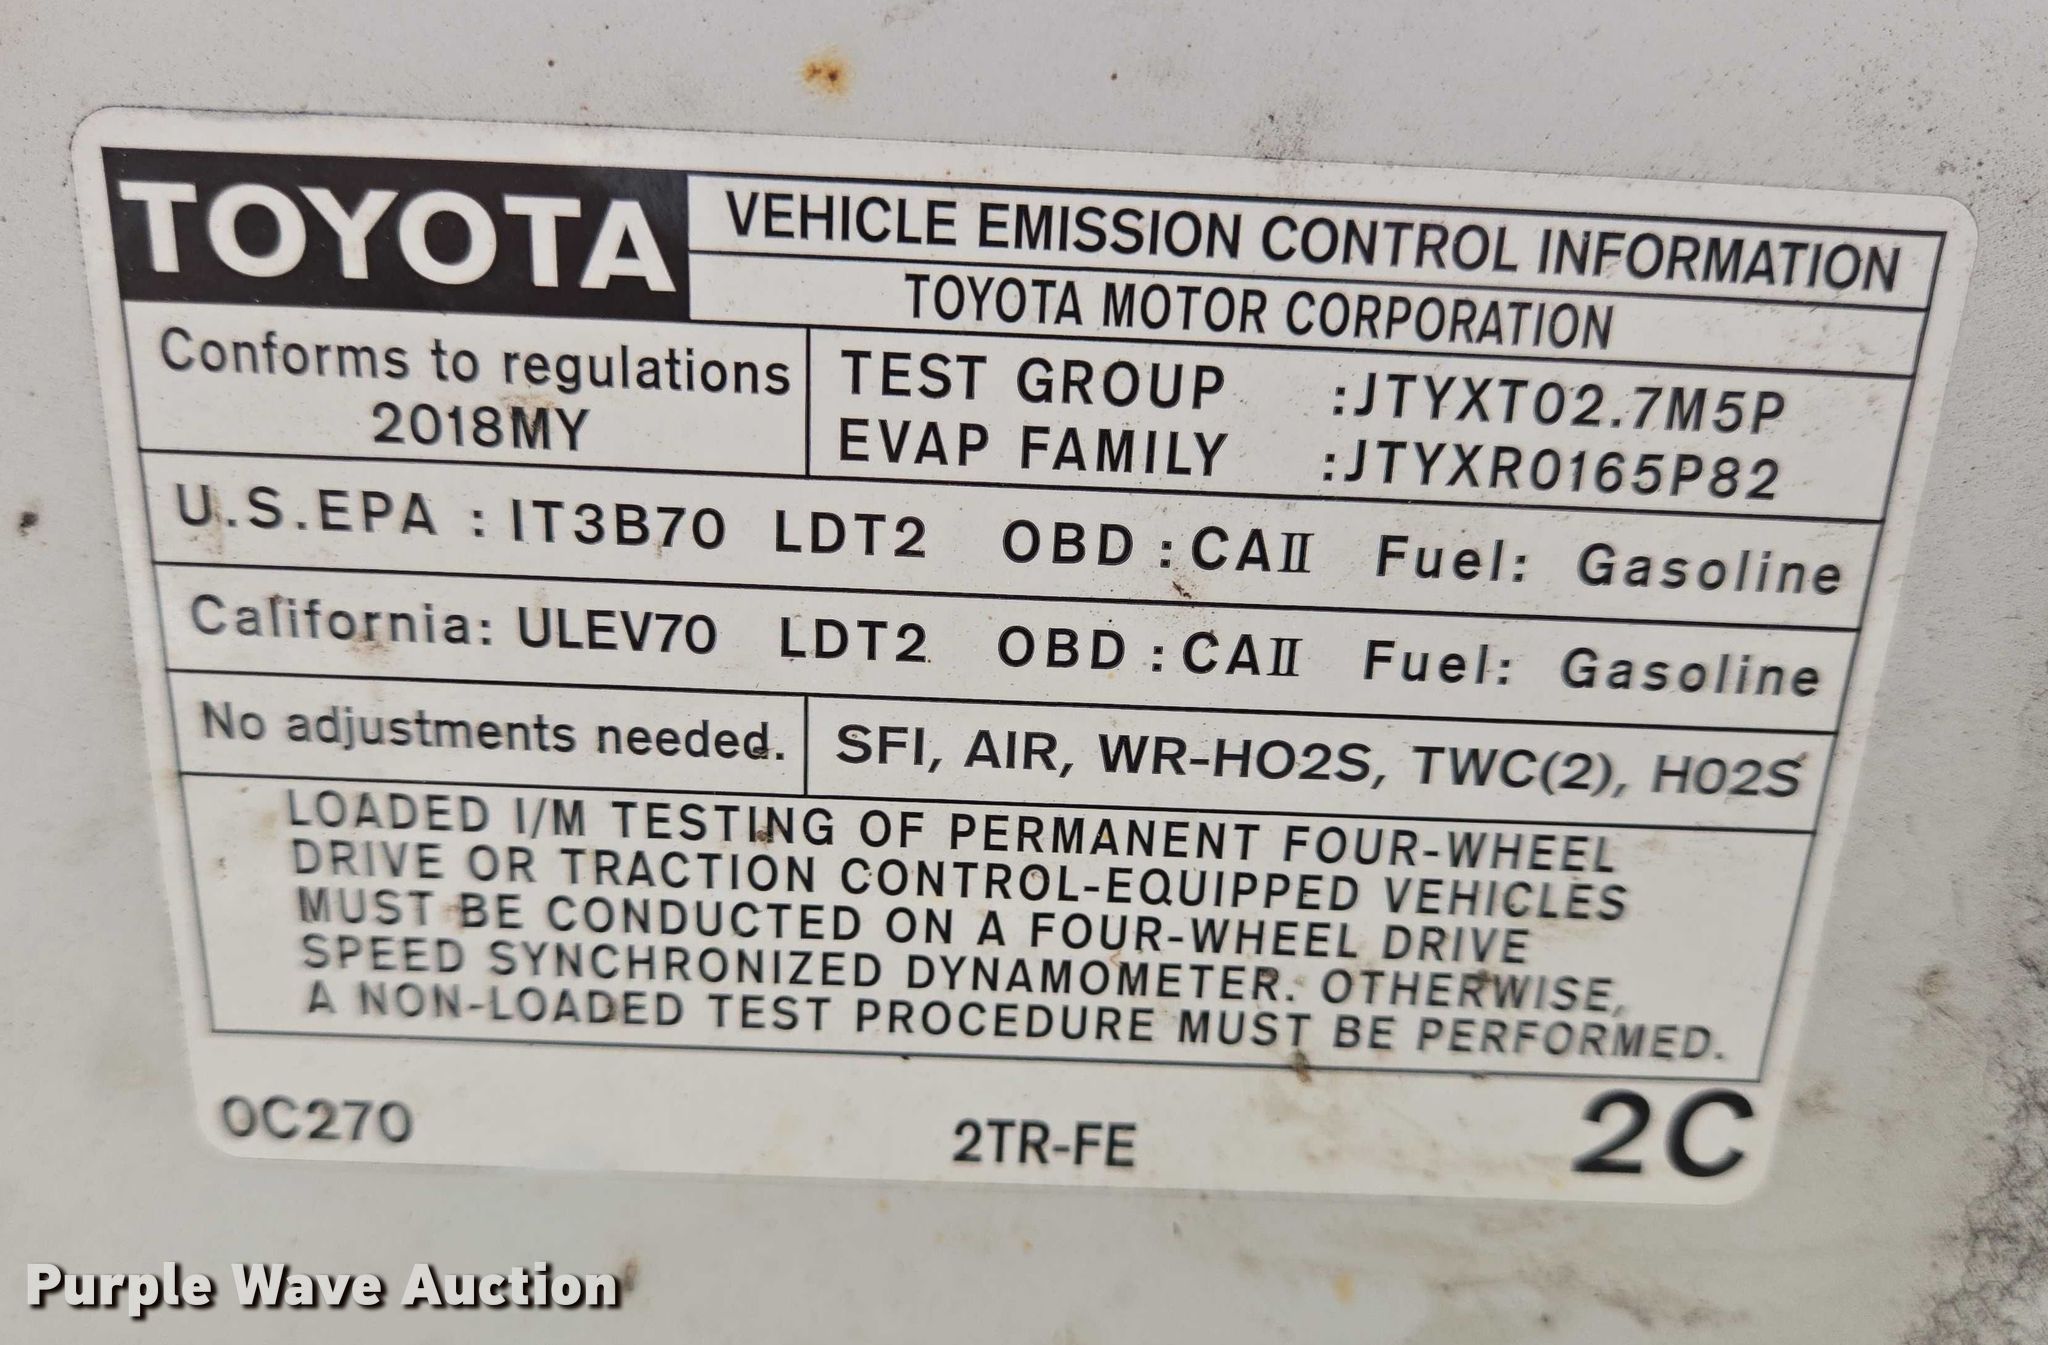 TOYOTA
VEHICLE EMISSION CONTROL INFORMATION
TOYOTA MOTOR CORPORATION
Conforms to regulations
2018MY
TEST GROUP :JTYXT02.7M5P
EVAP FAMILY :JTYXR0165P82
U.S.EPA : IT3B70 LDT2 OBD : CAⅡ Fuel: Gasoline
California: ULEV70 LDT2 OBD : CAⅡ Fuel: Gasoline
No adjustments needed.
SFI, AIR, WR-HO2S, TWC(2), HO2S
LOADED I/M TESTING OF PERMANENT FOUR-WHEEL
DRIVE OR TRACTION CONTROL-EQUIPPED VEHICLES
MUST BE CONDUCTED ON A FOUR-WHEEL DRIVE
SPEED SYNCHRONIZED DYNAMOMETER. OTHERWISE,
A NON-LOADED TEST PROCEDURE MUST BE PERFORMED.
0C270 2TR-FE 2C
Purple Wave Auction